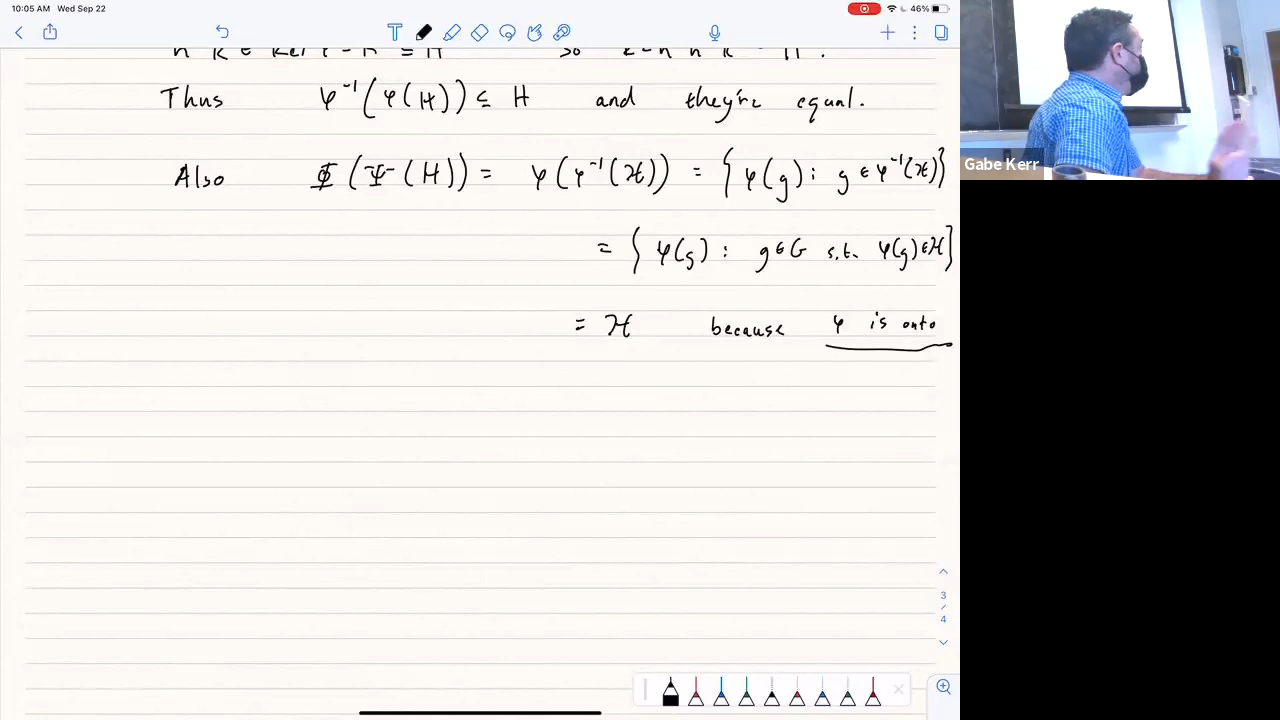 10:05 AM Wed Sep 22
46%
Thus φ⁻¹(φ(H)) ⊆ H and they're equal.
Also Φ(Ψ(H)) = φ(φ⁻¹(ℋ)) = {φ(g) : g ∈ φ⁻¹(ℋ)}
= {φ(g) : g ∈ G s.t. φ(g) ∈ ℋ}
= ℋ because φ is onto
Gabe Kerr
3
/
4